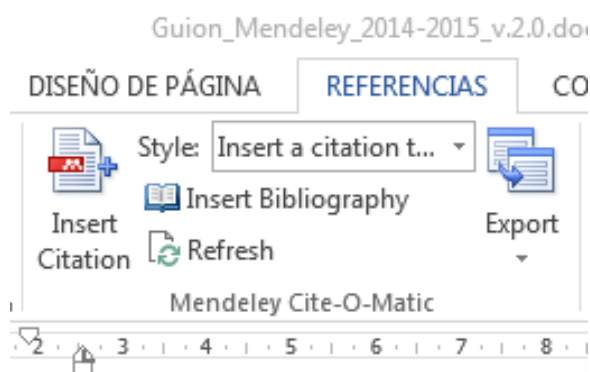 Guion_Mendeley_2014-2015_v.2.0.do
DISEÑO DE PÁGINA REFERENCIAS CO
Style: Insert a citation t...
Insert Bibliography
Insert Citation
Refresh
Export
Mendeley Cite-O-Matic
2 3 4 5 6 7 8